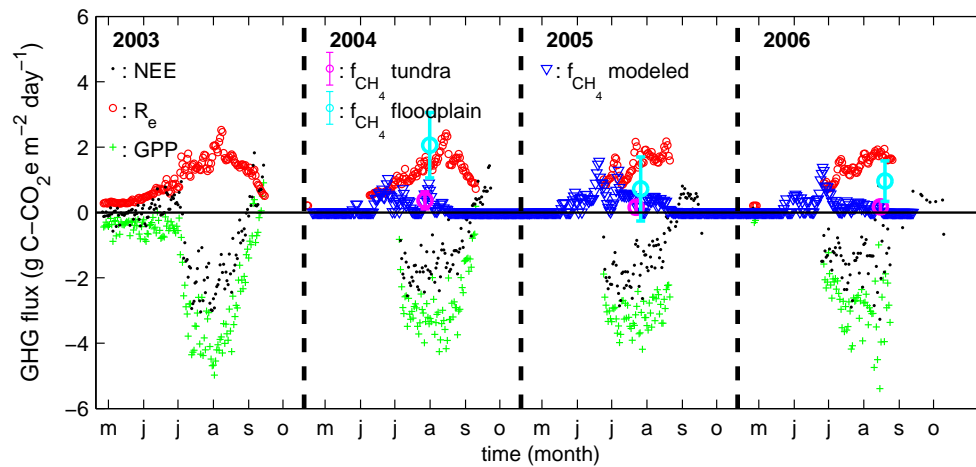 6
4
2
0
−2
−4
−6
GHG flux (g C−CO2e m−2 day−1)
2003 2004 2005 2006
: NEE : fCH4 tundra : fCH4 modeled
: Re : fCH4 floodplain
: GPP
m j j a s o m j j a s o m j j a s o m j j a s o
time (month)